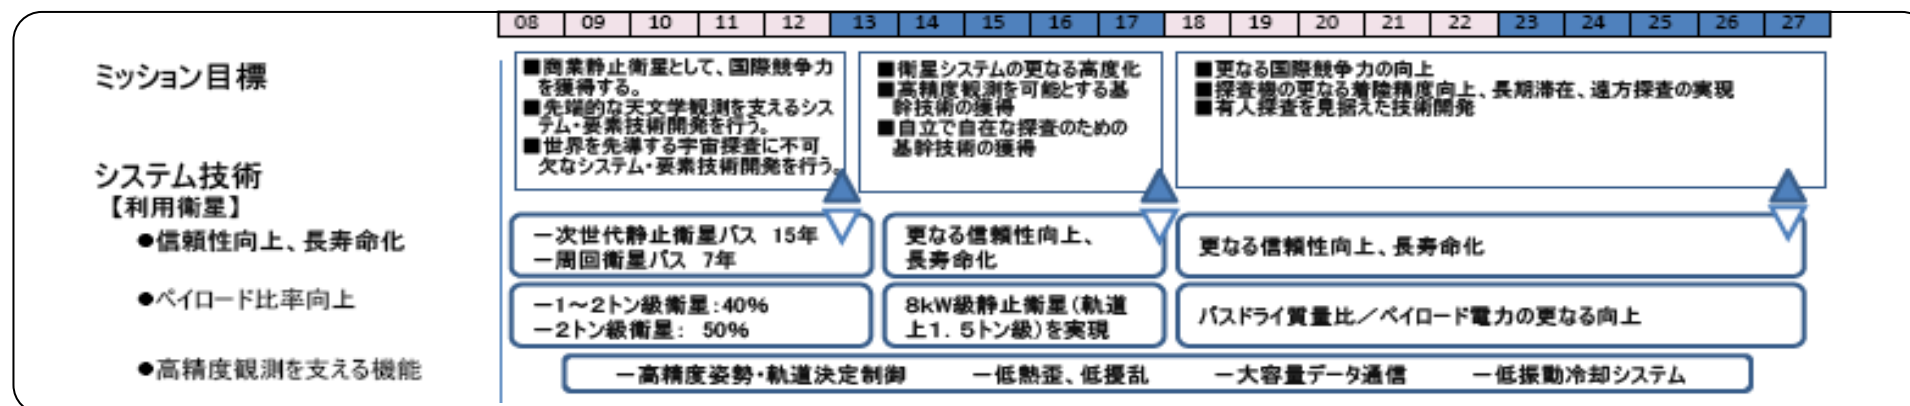 08 09 10 11 12 13 14 15 16 17 18 19 20 21 22 23 24 25 26 27
ミッション目標
■商業静止衛星として、国際競争力
を獲得する。
■先端的な天文学観測を支えるシス
テム・要素技術開発を行う。
■世界を先導する宇宙探査に不可
欠なシステム・要素技術開発を行う。
■衛星システムの更なる高度化
■高精度観測を可能とする基
幹技術の獲得
■自立で自在な探査のための
基幹技術の獲得
■更なる国際競争力の向上
■探査機の更なる着陸精度向上、長期滞在、遠方探査の実現
■有人探査を見据えた技術開発
システム技術
【利用衛星】
●信頼性向上、長寿命化
－次世代静止衛星バス 15年
－周回衛星バス 7年
更なる信頼性向上、
長寿命化
更なる信頼性向上、長寿命化
●ペイロード比率向上
－1～2トン級衛星：40%
－2トン級衛星： 50%
8kW級静止衛星（軌道
上1．5トン級）を実現
バスドライ質量比／ペイロード電力の更なる向上
●高精度観測を支える機能
－高精度姿勢・軌道決定制御 －低熱歪、低擾乱 －大容量データ通信 －低振動冷却システム